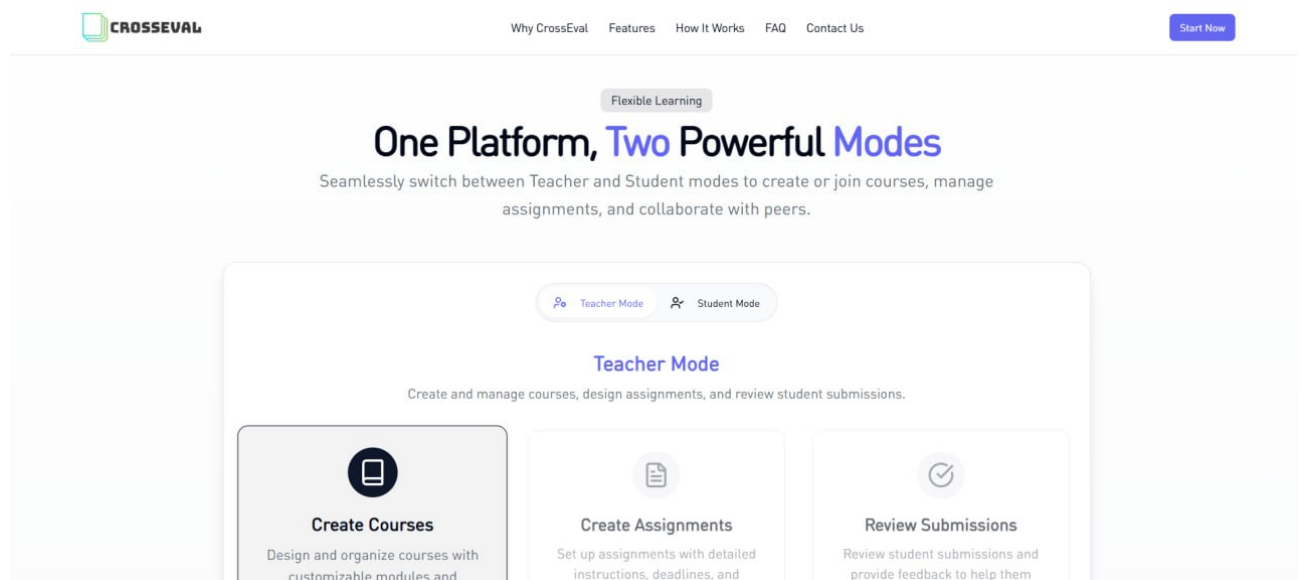 CROSSEVAL
Why CrossEval Features How It Works FAQ Contact Us
Start Now
Flexible Learning
One Platform, Two Powerful Modes
Seamlessly switch between Teacher and Student modes to create or join courses, manage
assignments, and collaborate with peers.
Teacher Mode Student Mode
Teacher Mode
Create and manage courses, design assignments, and review student submissions.
Create Courses
Design and organize courses with
customizable modules and
Create Assignments
Set up assignments with detailed
instructions, deadlines, and
Review Submissions
Review student submissions and
provide feedback to help them